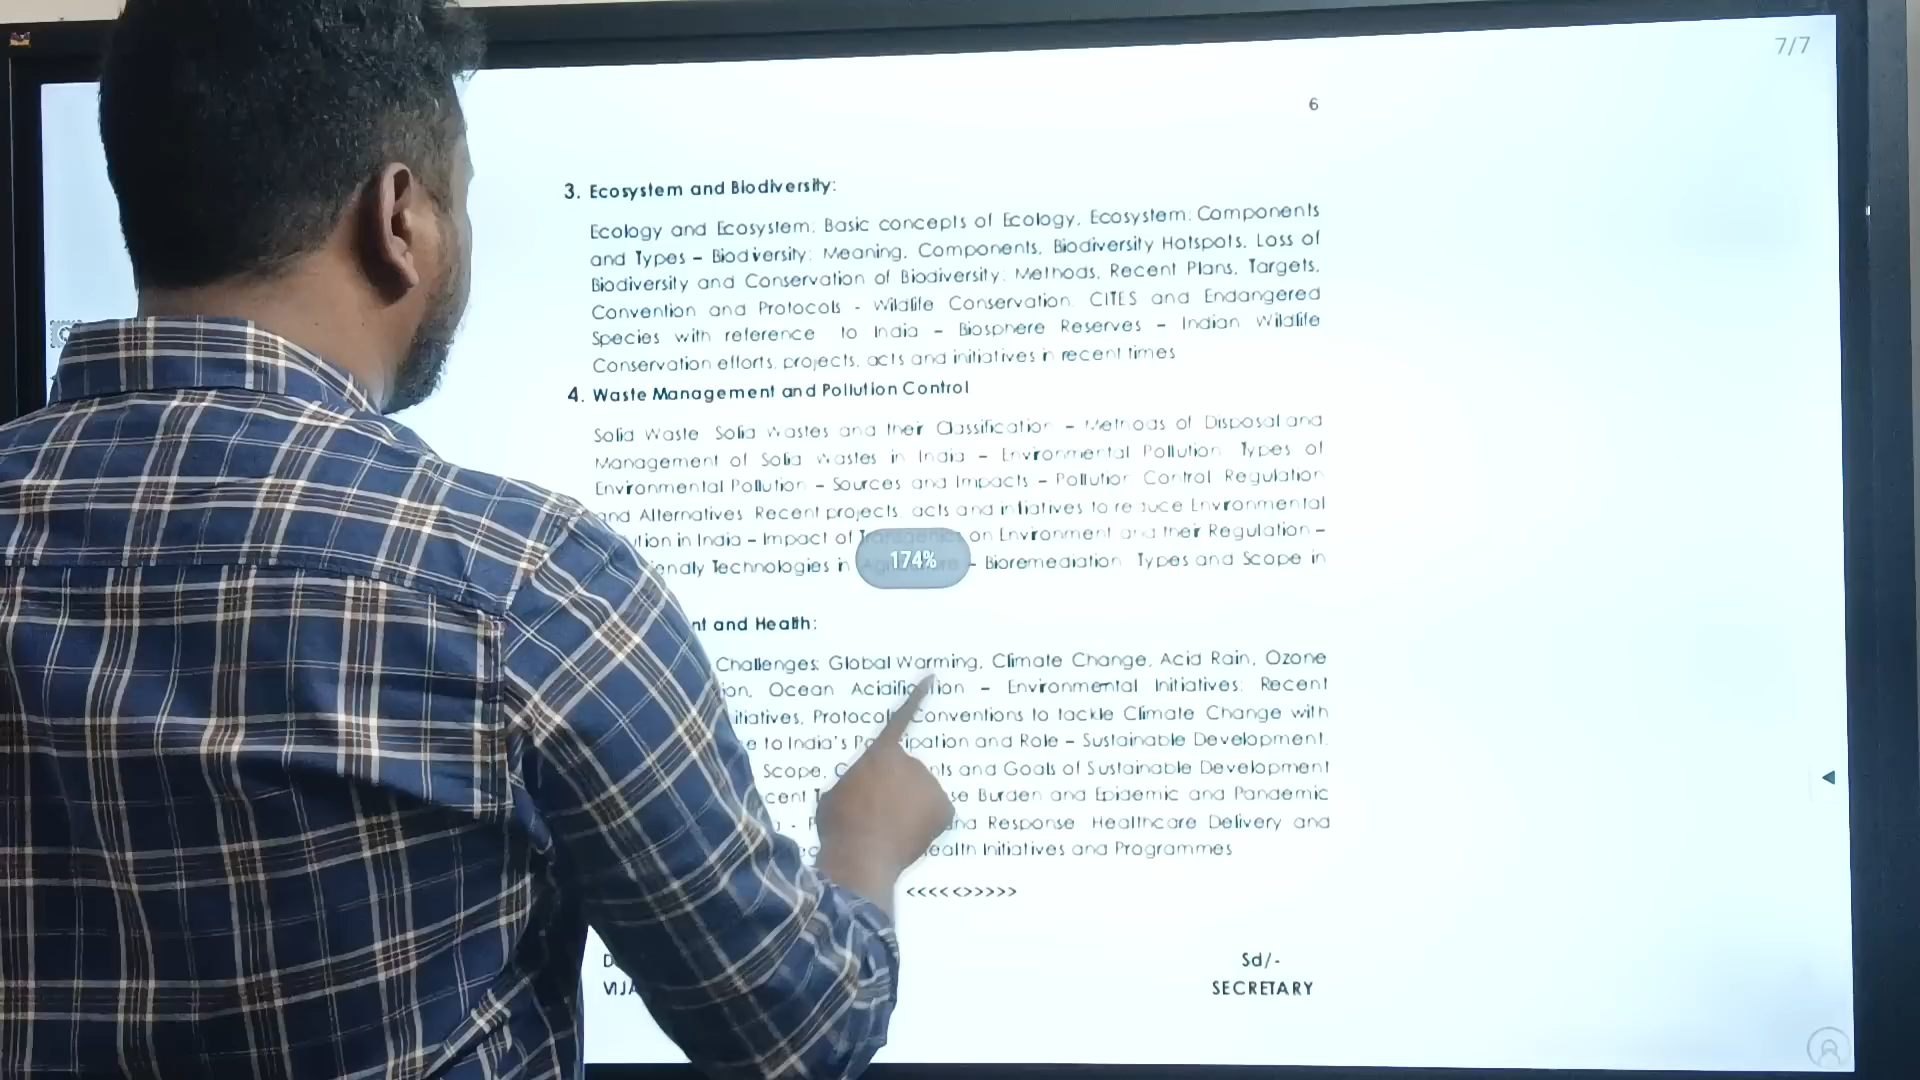 7/7
6
3. Ecosystem and Biodiversity:
Ecology and Ecosystem: Basic concepts of Ecology, Ecosystem: Components
and Types – Biodiversity: Meaning, Components, Biodiversity Hotspots, Loss of
Biodiversity and Conservation of Biodiversity: Methods, Recent Plans, Targets,
Convention and Protocols - Wildlife Conservation: CITES and Endangered
Species with reference to India – Biosphere Reserves – Indian Wildlife
Conservation efforts, projects, acts and initiatives in recent times
4. Waste Management and Pollution Control
Solid Waste: Solid Wastes and their Classification – Methods of Disposal and
Management of Solid Wastes in India – Environmental Pollution: Types of
Environmental Pollution – Sources and Impacts – Pollution Control Regulation
and Alternatives Recent projects, acts and initiatives to reduce Environmental
in India – Impact of Transgenics on Environment and their Regulation –
Technologies in 174% – Bioremediation: Types and Scope in
and Health:
Challenges: Global Warming, Climate Change, Acid Rain, Ozone
Ocean Acidification – Environmental Initiatives: Recent
Conventions to tackle Climate Change with
to India's Participation and Role – Sustainable Development:
Scope, and Goals of Sustainable Development
Burden and Epidemic and Pandemic
Response Healthcare Delivery and
Health Initiatives and Programmes
<<<<<>>>>>
Sd/-
SECRETARY